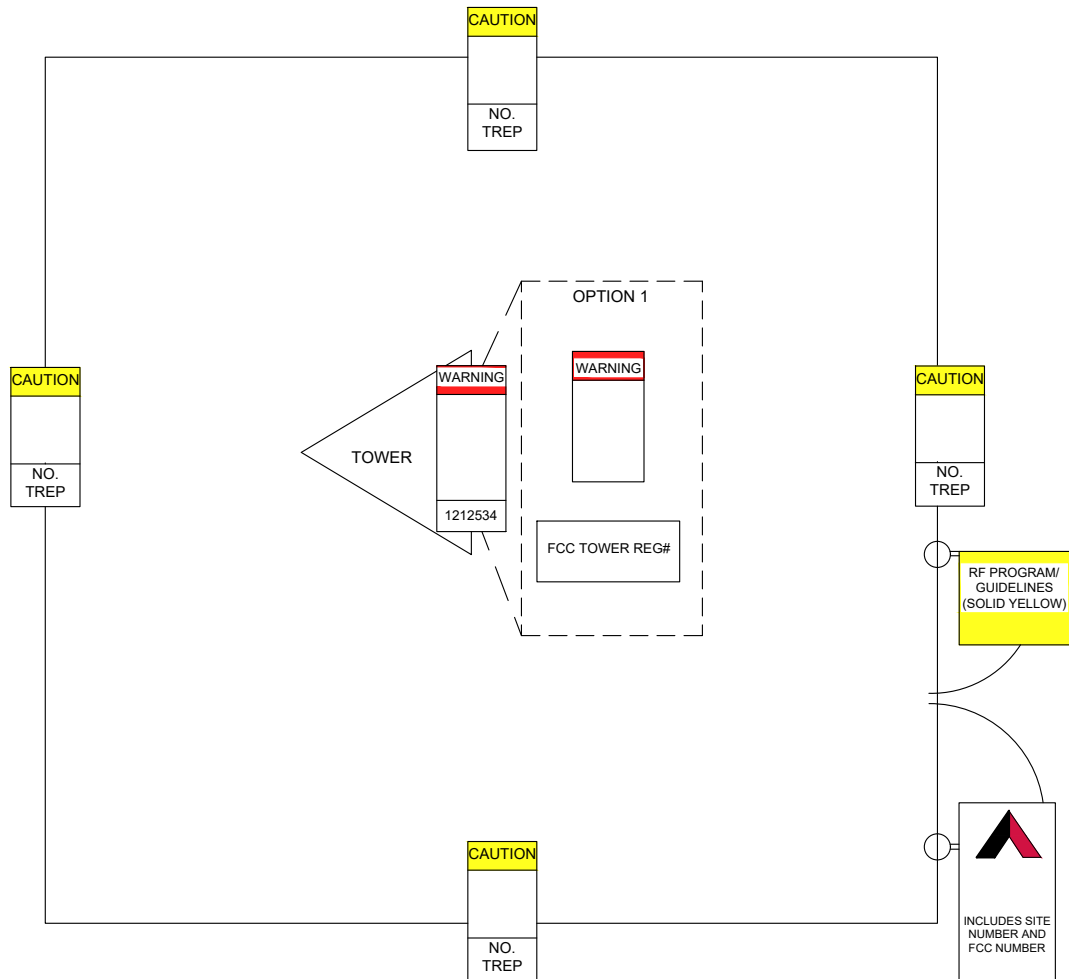 CAUTION
NO.
TREP
OPTION 1
WARNING
CAUTION
NO.
TREP
TOWER
WARNING
1212534
FCC TOWER REG#
CAUTION
NO.
TREP
RF PROGRAM/
GUIDELINES
(SOLID YELLOW)
CAUTION
NO.
TREP
INCLUDES SITE
NUMBER AND
FCC NUMBER